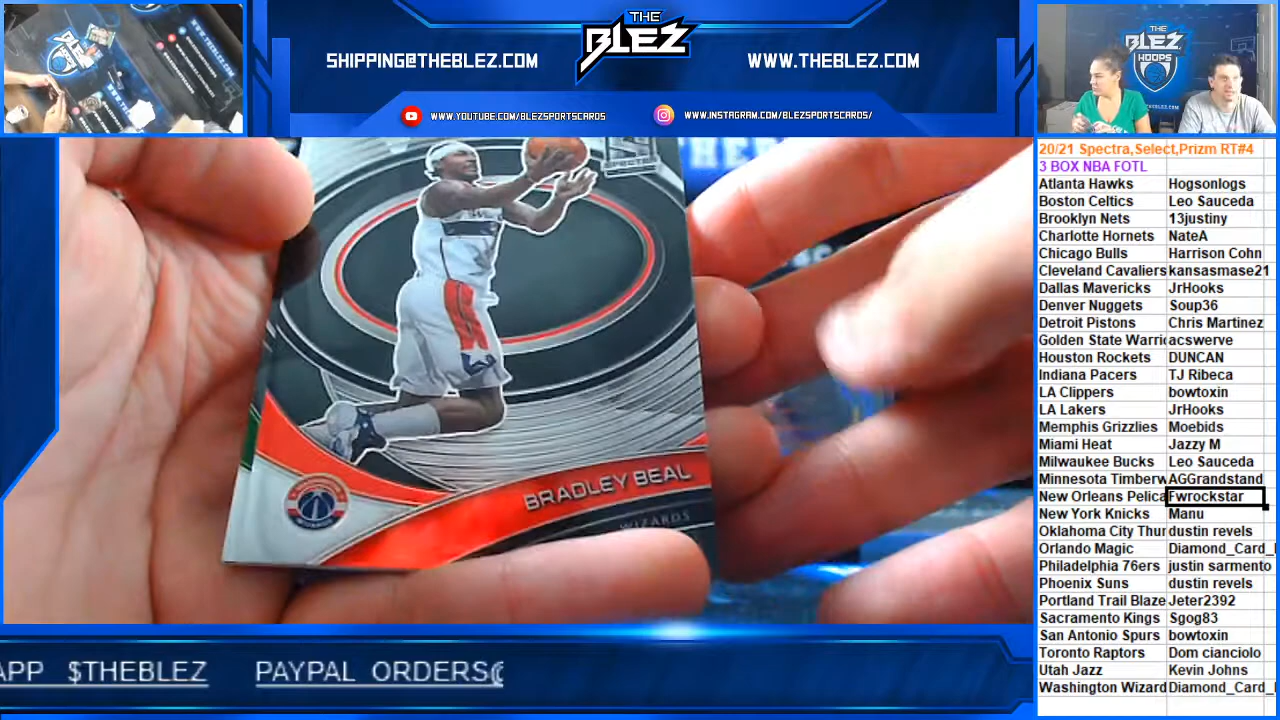 SHIPPING@THEBLEZ.COM
THE
BLEZ
WWW.THEBLEZ.COM
WWW.YOUTUBE.COM/BLEZSPORTSCARDS
WWW.INSTAGRAM.COM/BLEZSPORTSCARDS/
THE
BLEZ
HOOPS
SPECTRA
BRADLEY BEAL
WIZARDS
WIZARDS
20/21 Spectra,Select,Prizm RT#4
3 BOX NBA FOTL
Atlanta Hawks Hogsonlogs
Boston Celtics Leo Sauceda
Brooklyn Nets 13justiny
Charlotte Hornets NateA
Chicago Bulls Harrison Cohn
Cleveland Cavaliers kansasmase21
Dallas Mavericks JrHooks
Denver Nuggets Soup36
Detroit Pistons Chris Martinez
Golden State Warric acswerve
Houston Rockets DUNCAN
Indiana Pacers TJ Ribeca
LA Clippers bowtoxin
LA Lakers JrHooks
Memphis Grizzlies Moebids
Miami Heat Jazzy M
Milwaukee Bucks Leo Sauceda
Minnesota Timberw AGGrandstand
New Orleans Pelica Fwrockstar
New York Knicks Manu
Oklahoma City Thur dustin revels
Orlando Magic Diamond_Card_
Philadelphia 76ers justin sarmento
Phoenix Suns dustin revels
Portland Trail Blaze Jeter2392
Sacramento Kings Sgog83
San Antonio Spurs bowtoxin
Toronto Raptors Dom cianciolo
Utah Jazz Kevin Johns
Washington Wizard Diamond_Card_
APP $THEBLEZ PAYPAL ORDERS@